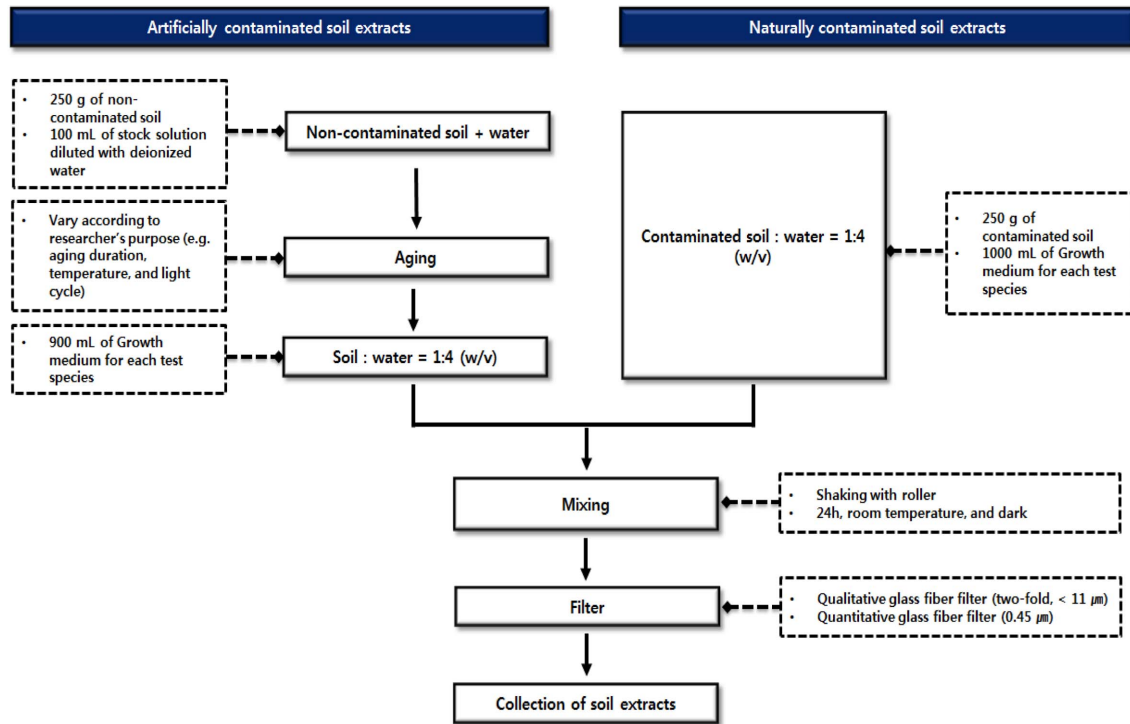 Artificially contaminated soil extracts
Naturally contaminated soil extracts
• 250 g of non-
contaminated soil
• 100 mL of stock solution
diluted with deionized
water
Non-contaminated soil + water
• Vary according to
researcher's purpose (e.g.
aging duration,
temperature, and light
cycle)
Aging
• 900 mL of Growth
medium for each test
species
Soil : water = 1:4 (w/v)
Contaminated soil : water = 1:4
(w/v)
• 250 g of
contaminated soil
• 1000 mL of Growth
medium for each test
species
Mixing
• Shaking with roller
• 24h, room temperature, and dark
Filter
• Qualitative glass fiber filter (two-fold, < 11 ㎛)
• Quantitative glass fiber filter (0.45 ㎛)
Collection of soil extracts